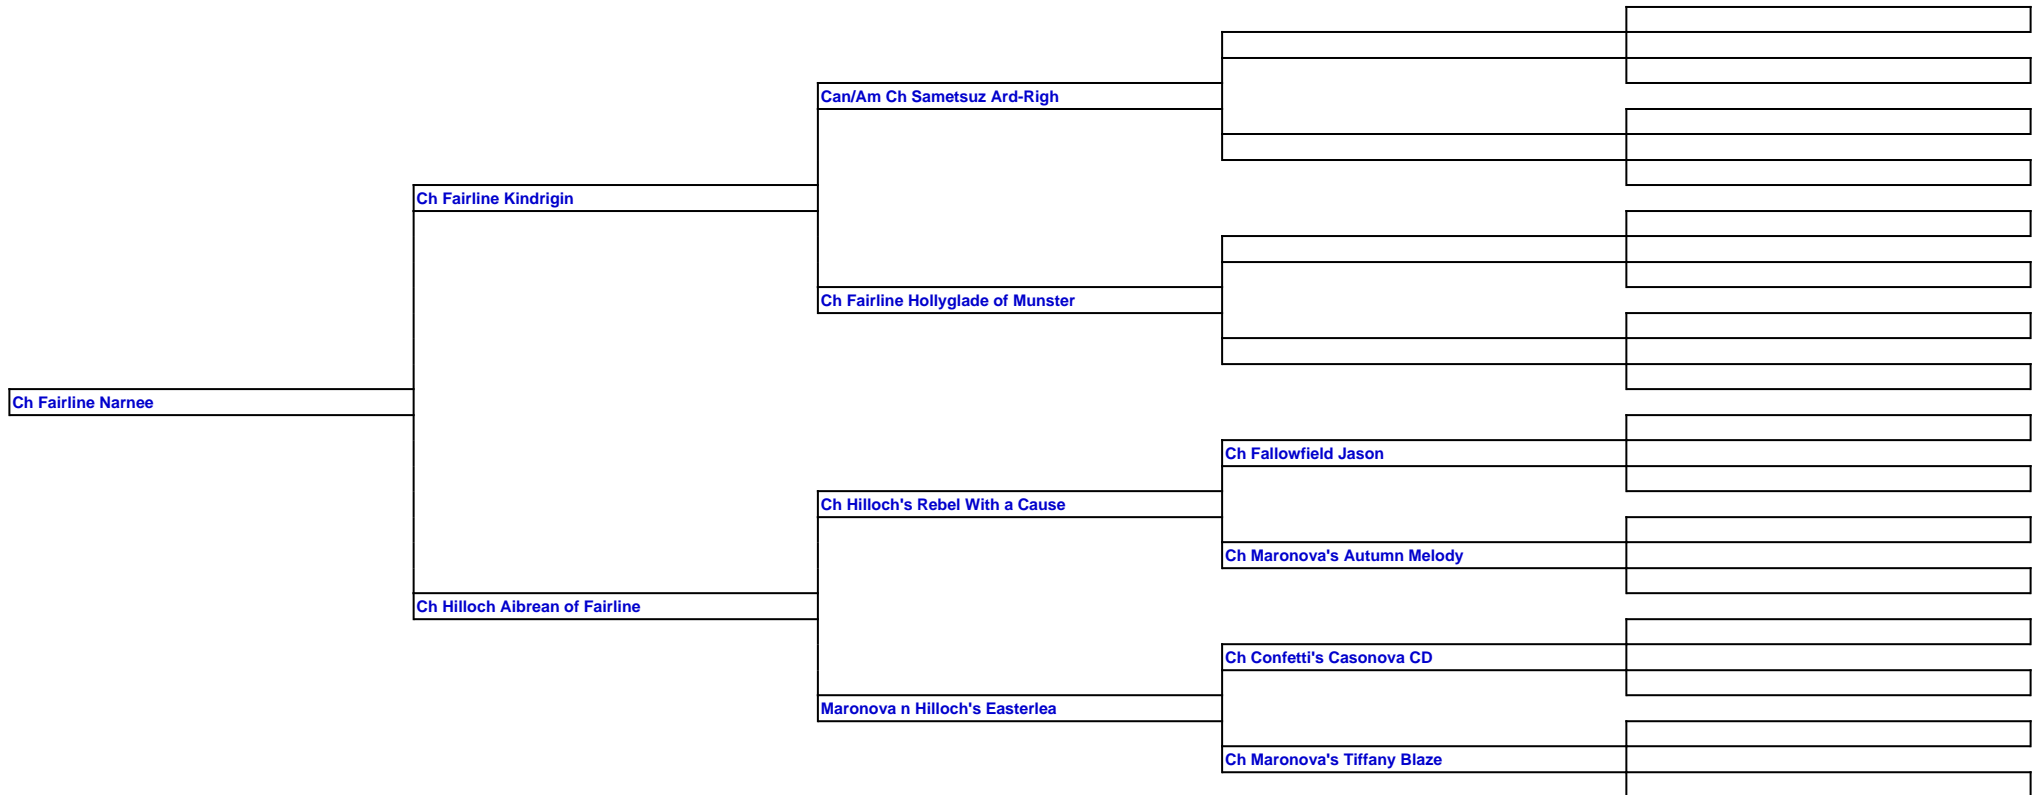 Can/Am Ch Sametsuz Ard-Righ
Ch Fairline Kindrigin
Ch Fairline Hollyglade of Munster
Ch Fairline Narnee
Ch Fallowfield Jason
Ch Hilloch's Rebel With a Cause
Ch Maronova's Autumn Melody
Ch Hilloch Aibrean of Fairline
Ch Confetti's Casonova CD
Maronova n Hilloch's Easterlea
Ch Maronova's Tiffany Blaze